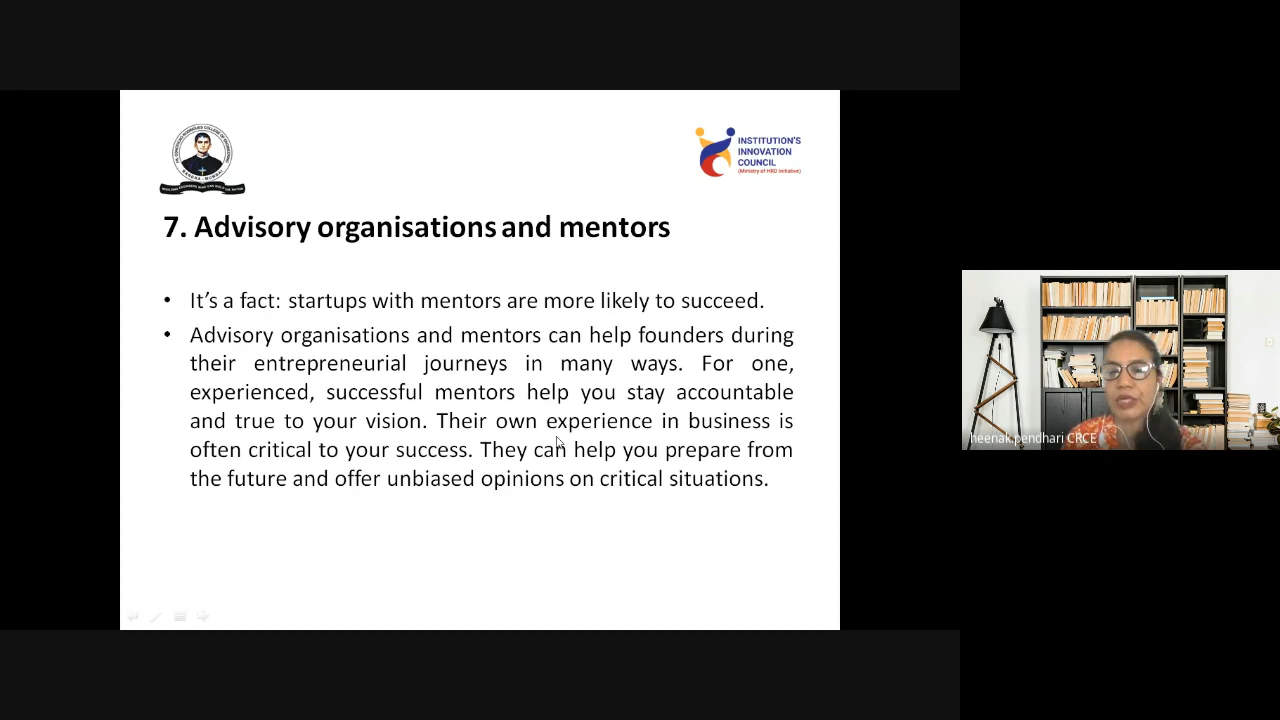 INSTITUTION'S
INNOVATION
COUNCIL
(Ministry of HRD Initiative)
7. Advisory organisations and mentors
• It's a fact: startups with mentors are more likely to succeed.
• Advisory organisations and mentors can help founders during
their entrepreneurial journeys in many ways. For one,
experienced, successful mentors help you stay accountable
and true to your vision. Their own experience in business is
often critical to your success. They can help you prepare from
the future and offer unbiased opinions on critical situations.
heenak.pendhari CRCE